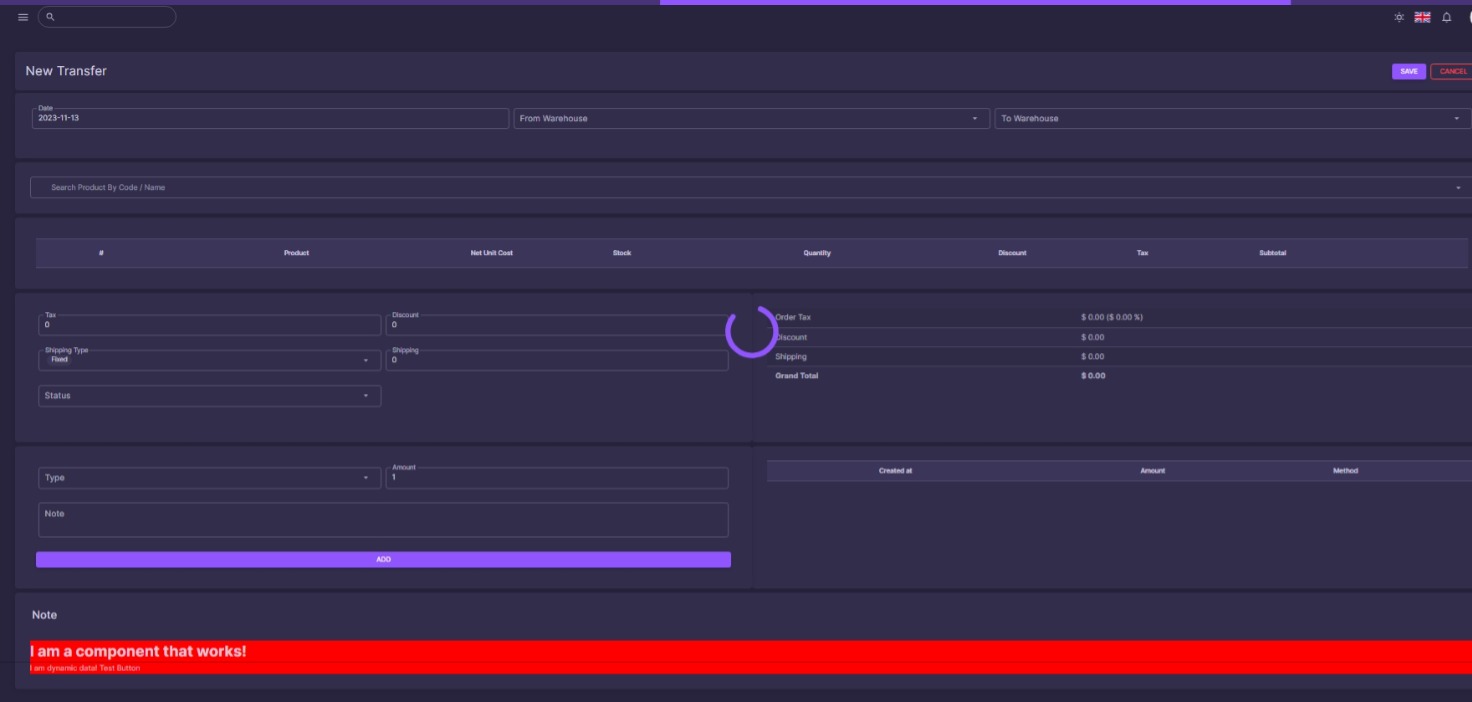 New Transfer
SAVE
CANCEL
Date
2023-11-13
From Warehouse
To Warehouse
Search Product By Code / Name
# Product Net Unit Cost Stock Quantity Discount Tax Subtotal
Tax
0
Discount
0
Shipping Type
Fixed
Shipping
0
Status
Order Tax $ 0.00 ($ 0.00 %)
Discount $ 0.00
Shipping $ 0.00
Grand Total $ 0.00
Type
Amount
1
Note
ADD
Created at Amount Method
Note
I am a component that works!
I am dynamic data! Test Button